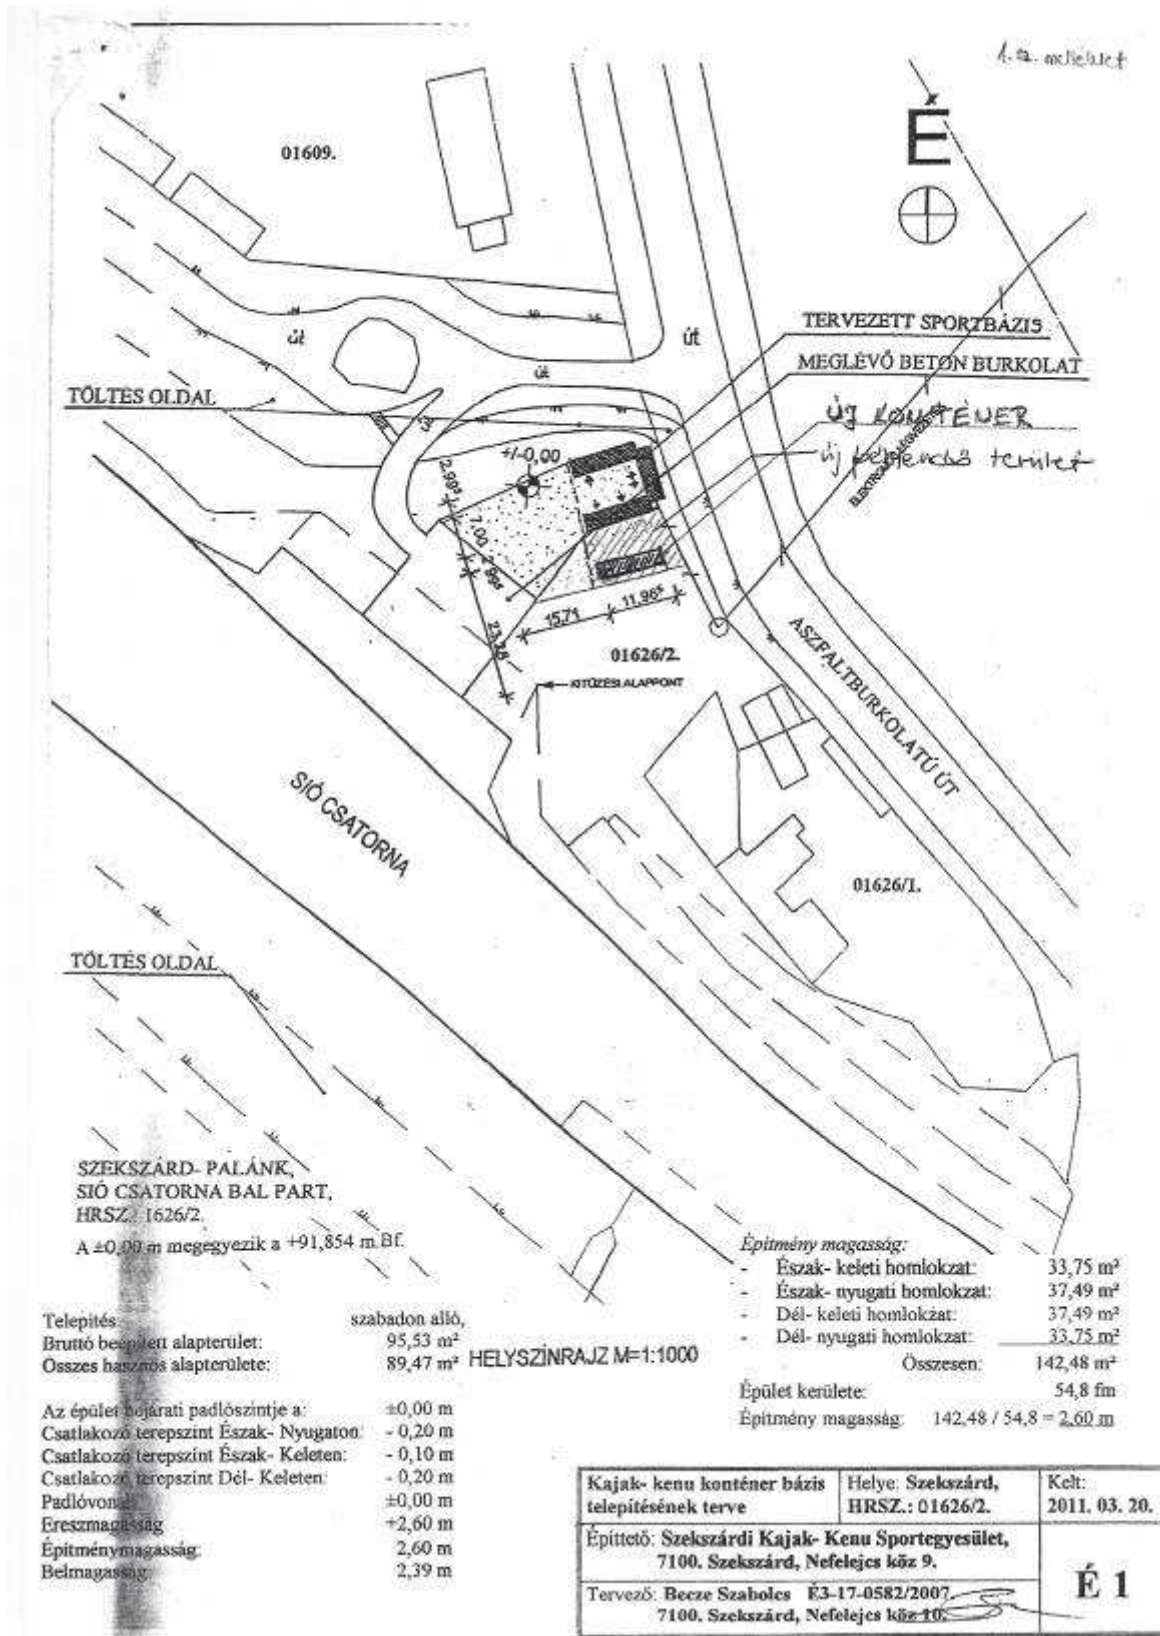 1. sz. melléklet
É
01609.
út
út
út
TERVEZETT SPORTBÁZIS
MEGLÉVŐ BETON BURKOLAT
TÖLTÉS OLDAL
ÚJ KONTÉNER
új területet
+/-0,00
2.99⁵
7.00
2.99⁵
23.28
15.71
11.96⁵
01626/2.
KITŰZÉSI ALAPPONT
ASZFALTBURKOLATÚ ÚT
SIÓ CSATORNA
01626/1.
TÖLTÉS OLDAL
SZEKSZÁRD- PALÁNK,
SIÓ CSATORNA BAL PART,
HRSZ.: 1626/2.
A ±0,00 m megegyezik a +91,854 m.Bf.
Építmény magasság:
- Észak- keleti homlokzat: 33,75 m²
- Észak- nyugati homlokzat: 37,49 m²
- Dél- keleti homlokzat: 37,49 m²
- Dél- nyugati homlokzat: 33,75 m²
Összesen: 142,48 m²
Épület kerülete: 54,8 fm
Építmény magasság: 142,48 / 54,8 = 2,60 m
Telepítés: szabadon álló,
Bruttó beépített alapterület: 95,53 m²
Összes hasznos alapterülete: 89,47 m²
HELYSZÍNRAJZ M=1:1000
Az épület bejárati padlószintje a: ±0,00 m
Csatlakozó terepszint Észak- Nyugaton: - 0,20 m
Csatlakozó terepszint Észak- Keleten: - 0,10 m
Csatlakozó terepszint Dél- Keleten: - 0,20 m
Padlóvonal: ±0,00 m
Ereszmagasság +2,60 m
Építménymagasság: 2,60 m
Belmagasság: 2,39 m
Kajak- kenu konténer bázis telepítésének terve
Helye: Szekszárd,
HRSZ.: 01626/2.
Kelt:
2011. 03. 20.
Építtető: Szekszárdi Kajak- Kenu Sportegyesület,
7100. Szekszárd, Nefelejcs köz 9.
Tervező: Becze Szabolcs É3-17-0582/2007.
7100. Szekszárd, Nefelejcs köz 10.
É 1